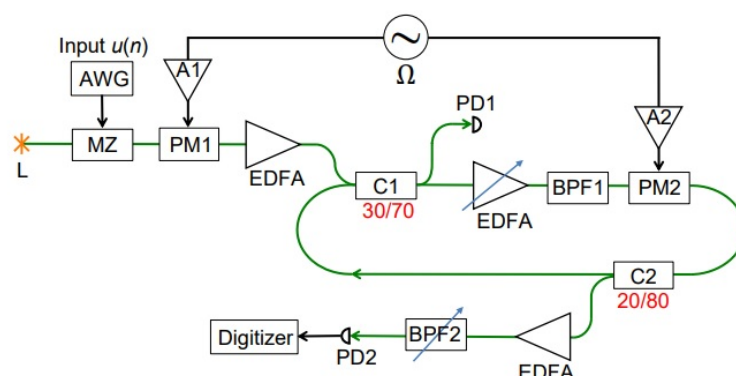 Input u(n)
AWG
A1
Ω
PD1
A2
L
MZ
PM1
EDFA
C1
30/70
EDFA
BPF1
PM2
C2
20/80
Digitizer
PD2
BPF2
EDFA